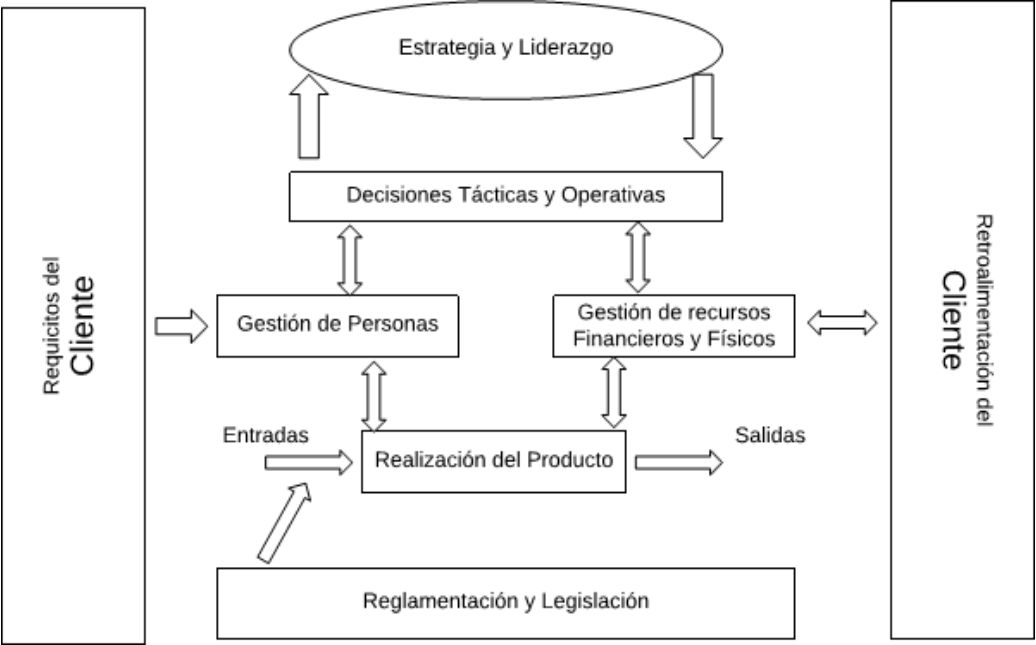 Estrategia y Liderazgo
Decisiones Tácticas y Operativas
Requicitos del
Cliente
Gestión de Personas
Gestión de recursos
Financieros y Físicos
Retroalimentación del
Cliente
Entradas
Realización del Producto
Salidas
Reglamentación y Legislación